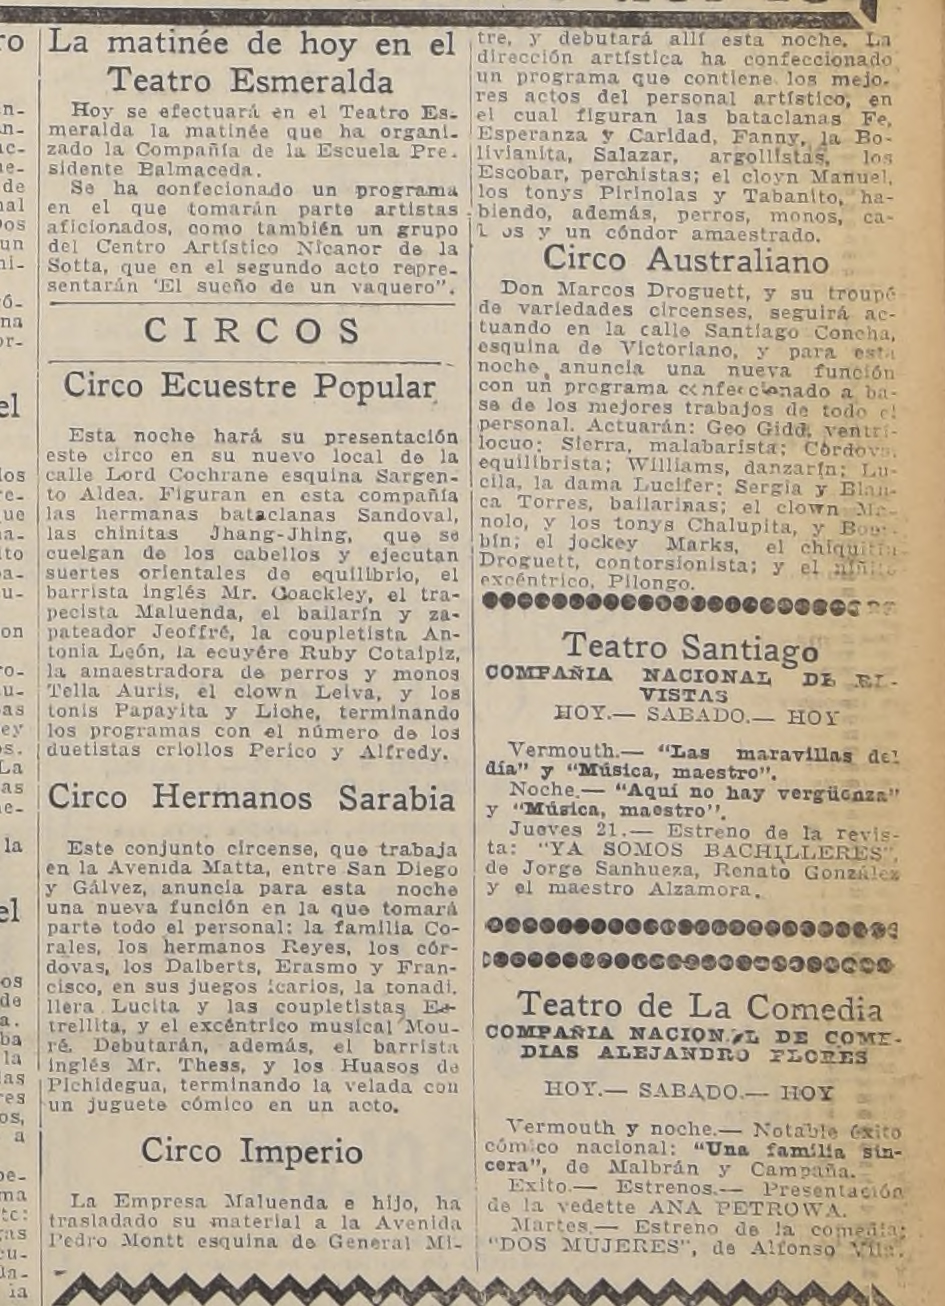 La matinée de hoy en el
Teatro Esmeralda
Hoy se efectuará en el Teatro Es-
meralda la matinée que ha organi-
zado la Compañía de la Escuela Pre-
sidente Balmaceda.
Se ha confecionado un programa
en el que tomarán parte artistas
aficionados, como también un grupo
del Centro Artístico Nicanor de la
Sotta, que en el segundo acto repre-
sentarán 'El sueño de un vaquero".
CIRCOS
Circo Ecuestre Popular
Esta noche hará su presentación
este circo en su nuevo local de la
calle Lord Cochrane esquina Sargen-
to Aldea. Figuran en esta compañía
las hermanas bataclanas Sandoval,
las chinitas Jhang-Jhing, que se
cuelgan de los cabellos y ejecutan
suertes orientales de equilibrio, el
barrista inglés Mr. Coackley, el tra-
pecista Maluenda, el bailarín y za-
pateador Jeoffré, la coupletista An-
tonia León, la ecuyére Ruby Cotalpiz,
la amaestradora de perros y monos
Tella Auris, el clown Leiva, y los
tonis Papayita y Liche, terminando
los programas con el número de los
duetistas criollos Perico y Alfredy.
Circo Hermanos Sarabia
Este conjunto circense, que trabaja
en la Avenida Matta, entre San Diego
y Gálvez, anuncia para esta noche
una nueva función en la que tomará
parte todo el personal: la familia Co-
rales, los hermanos Reyes, los cór-
dovas, los Dalberts, Erasmo y Fran-
cisco, en sus juegos icarios, la tonadi.
llera Lucita y las coupletistas Es-
trellita, y el excéntrico musical Mou-
ré. Debutarán, además, el barrista
inglés Mr. Thess, y los Huasos de
Pichidegua, terminando la velada con
un juguete cómico en un acto.
Circo Imperio
La Empresa Maluenda e hijo, ha
trasladado su material a la Avenida
Pedro Montt esquina de General Mi-
tre, y debutará allí esta noche. La
dirección artística ha confeccionado
un programa que contiene los mejo-
res actos del personal artístico, en
el cual figuran las bataclanas Fe,
Esperanza y Caridad, Fanny, la Bo-
livianita, Salazar, argollistas, los
Escobar, perchistas; el cloyn Manuel,
los tonys Pirinolas y Tabanito, ha-
biendo, además, perros, monos, ca-
y un cóndor amaestrado.
Circo Australiano
Don Marcos Droguett, y su troupé
de variedades circenses, seguirá ac-
tuando en la calle Santiago Concha,
esquina de Victoriano, y para esta
noche anuncia una nueva función
con un programa confeccionado a ba-
se de los mejores trabajos de todo el
personal. Actuarán: Geo Gidd, ventrí-
locuo; Sierra, malabarista; Córdova,
equilibrista; Williams, danzarín; Lu-
cila, la dama Lucifer; Sergia y Blan-
ca Torres, bailarinas; el clown Ma-
nolo, y los tonys Chalupita, y Bom-
bín; el jockey Marks, el chiquitín
Droguett, contorsionista; y el niñito
excéntrico, Pilongo.
Teatro Santiago
COMPAÑIA NACIONAL DE RE-
VISTAS
HOY.— SABADO.— HOY
Vermouth.— "Las maravillas del
día" y "Música, maestro".
Noche.— "Aquí no hay vergüenza"
y "Música, maestro".
Jueves 21.— Estreno de la revis-
ta: "YA SOMOS BACHILLERES",
de Jorge Sanhueza, Renato González
y el maestro Alzamora.
Teatro de La Comedia
COMPAÑIA NACIONAL DE COME-
DIAS ALEJANDRO FLORES
HOY.— SABADO.— HOY
Vermouth y noche.— Notable éxito
cómico nacional: "Una familia sin-
cera", de Malbrán y Campaña.
Exito.— Estrenos.— Presentación
de la vedette ANA PETROWA.
Martes.— Estreno de la comedia:
"DOS MUJERES", de Alfonso Vila.